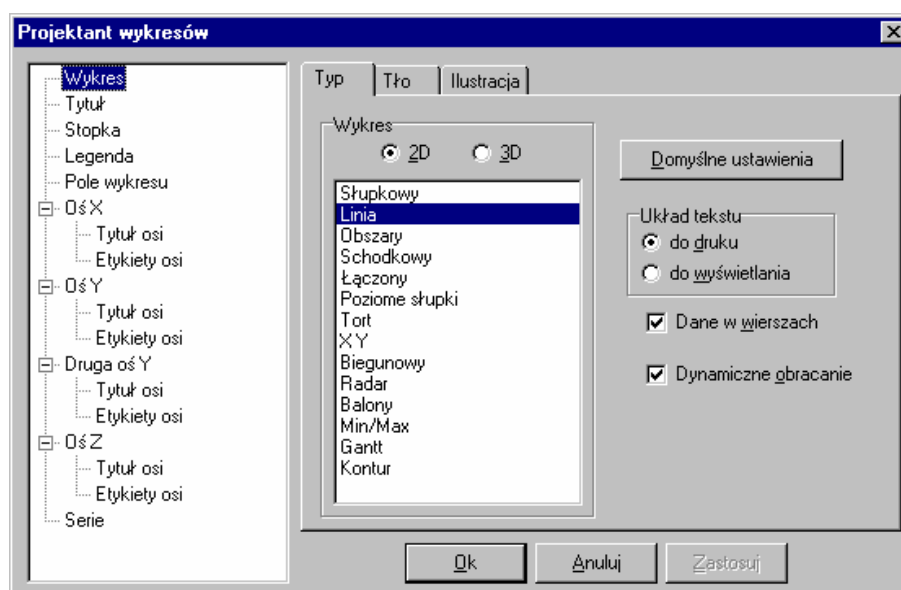 Projektant wykresów
Wykres
Tytuł
Stopka
Legenda
Pole wykresu
Oś X
Tytuł osi
Etykiety osi
Oś Y
Tytuł osi
Etykiety osi
Druga oś Y
Tytuł osi
Etykiety osi
Oś Z
Tytuł osi
Etykiety osi
Serie
Typ Tło Ilustracja
Wykres
2D 3D
Słupkowy
Linia
Obszary
Schodkowy
Łączony
Poziome słupki
Tort
XY
Biegunowy
Radar
Balony
Min/Max
Gantt
Kontur
Domyślne ustawienia
Układ tekstu
do druku
do wyświetlania
Dane w wierszach
Dynamiczne obracanie
Ok Anuluj Zastosuj